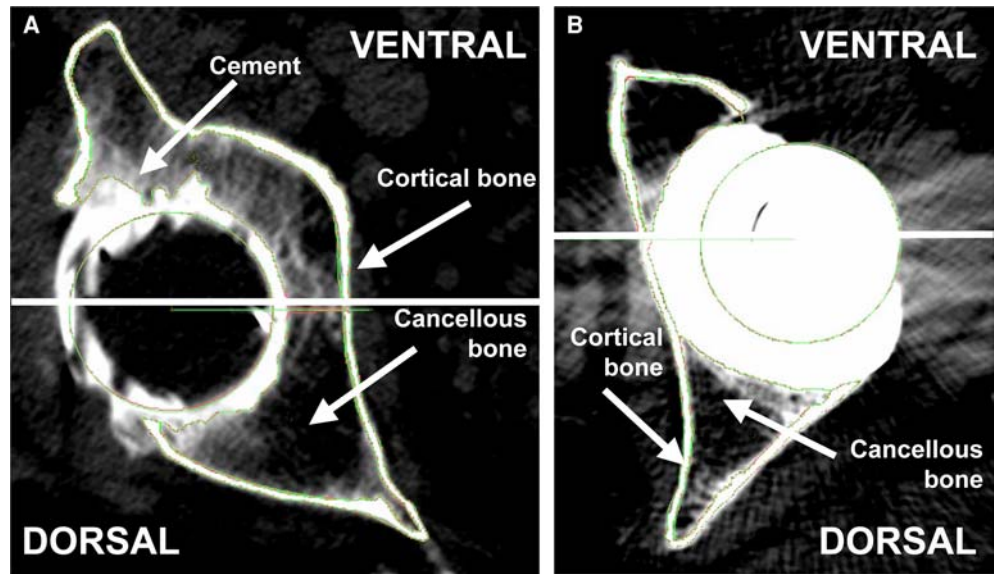 A
VENTRAL
Cement
Cortical bone
Cancellous
bone
DORSAL
B
VENTRAL
Cortical
bone
Cancellous
bone
DORSAL